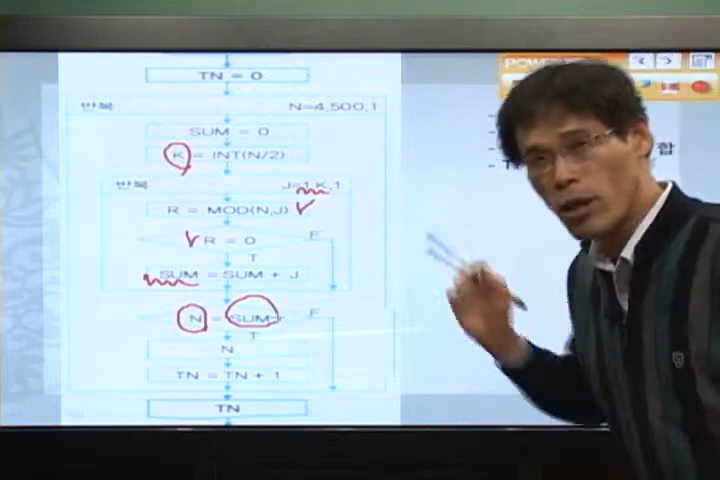 TN = 0
반복 N=4,500,1
SUM = 0
K = INT(N/2)
반복 J=1,K,1
R = MOD(N,J)
R = 0 F
T
SUM = SUM + J
N = SUM F
T
N
TN = TN + 1
TN
합